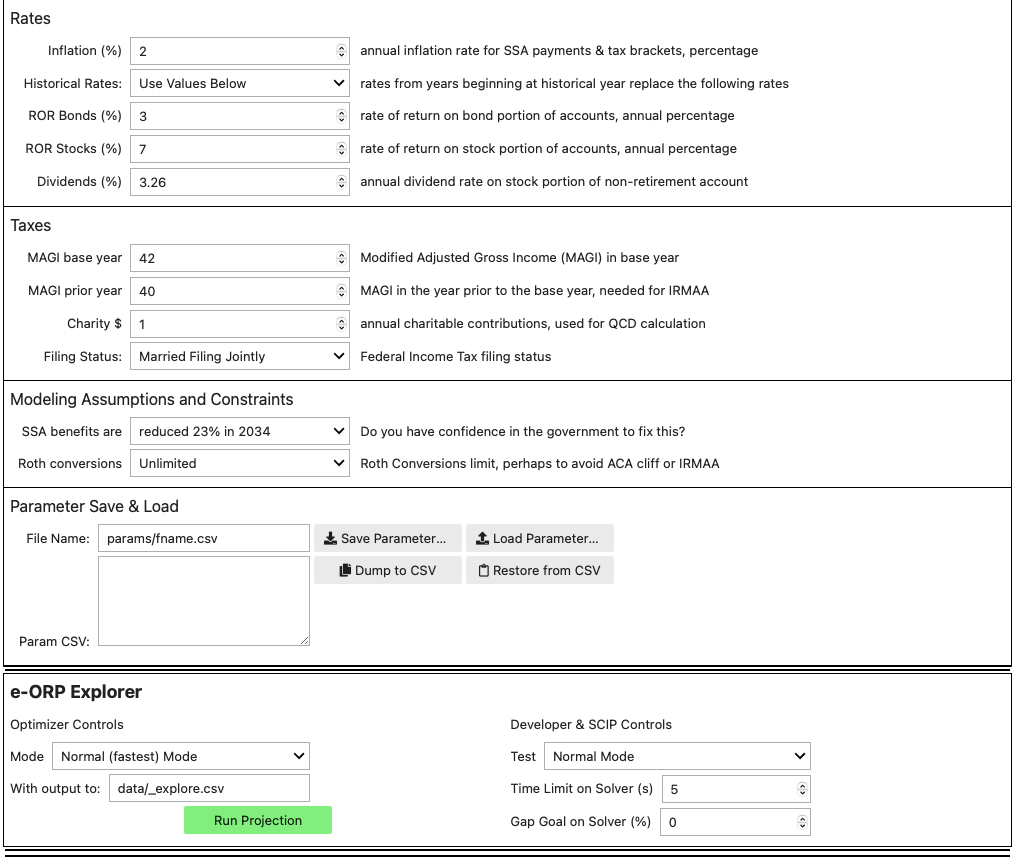 Rates
Inflation (%) 2 annual inflation rate for SSA payments & tax brackets, percentage
Historical Rates: Use Values Below rates from years beginning at historical year replace the following rates
ROR Bonds (%) 3 rate of return on bond portion of accounts, annual percentage
ROR Stocks (%) 7 rate of return on stock portion of accounts, annual percentage
Dividends (%) 3.26 annual dividend rate on stock portion of non-retirement account
Taxes
MAGI base year 42 Modified Adjusted Gross Income (MAGI) in base year
MAGI prior year 40 MAGI in the year prior to the base year, needed for IRMAA
Charity $ 1 annual charitable contributions, used for QCD calculation
Filing Status: Married Filing Jointly Federal Income Tax filing status
Modeling Assumptions and Constraints
SSA benefits are reduced 23% in 2034 Do you have confidence in the government to fix this?
Roth conversions Unlimited Roth Conversions limit, perhaps to avoid ACA cliff or IRMAA
Parameter Save & Load
File Name: params/fname.csv Save Parameter... Load Parameter...
Dump to CSV Restore from CSV
Param CSV:
e-ORP Explorer
Optimizer Controls Developer & SCIP Controls
Mode Normal (fastest) Mode Test Normal Mode
With output to: data/_explore.csv Time Limit on Solver (s) 5
Run Projection Gap Goal on Solver (%) 0